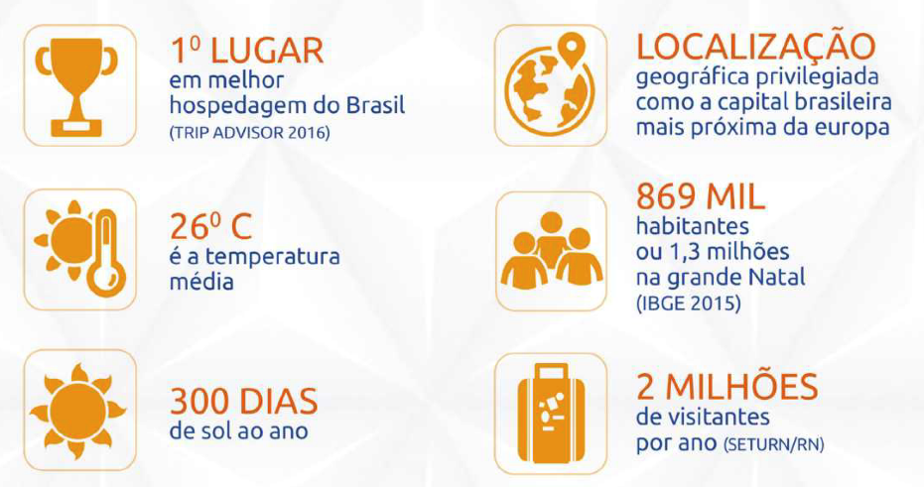 1º LUGAR
em melhor
hospedagem do Brasil
(TRIP ADVISOR 2016)
26º C
é a temperatura
média
300 DIAS
de sol ao ano
LOCALIZAÇÃO
geográfica privilegiada
como a capital brasileira
mais próxima da europa
869 MIL
habitantes
ou 1,3 milhões
na grande Natal
(IBGE 2015)
2 MILHÕES
de visitantes
por ano (SETURN/RN)